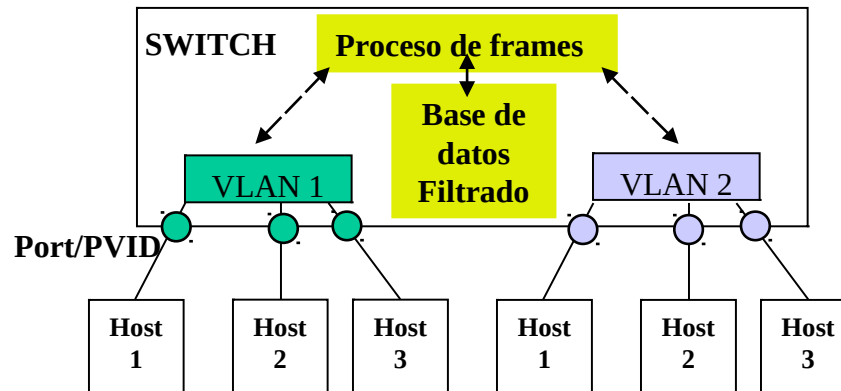 SWITCH
Proceso de frames
Base de
datos
Filtrado
VLAN 1
VLAN 2
Port/PVID
Host
1
Host
2
Host
3
Host
1
Host
2
Host
3